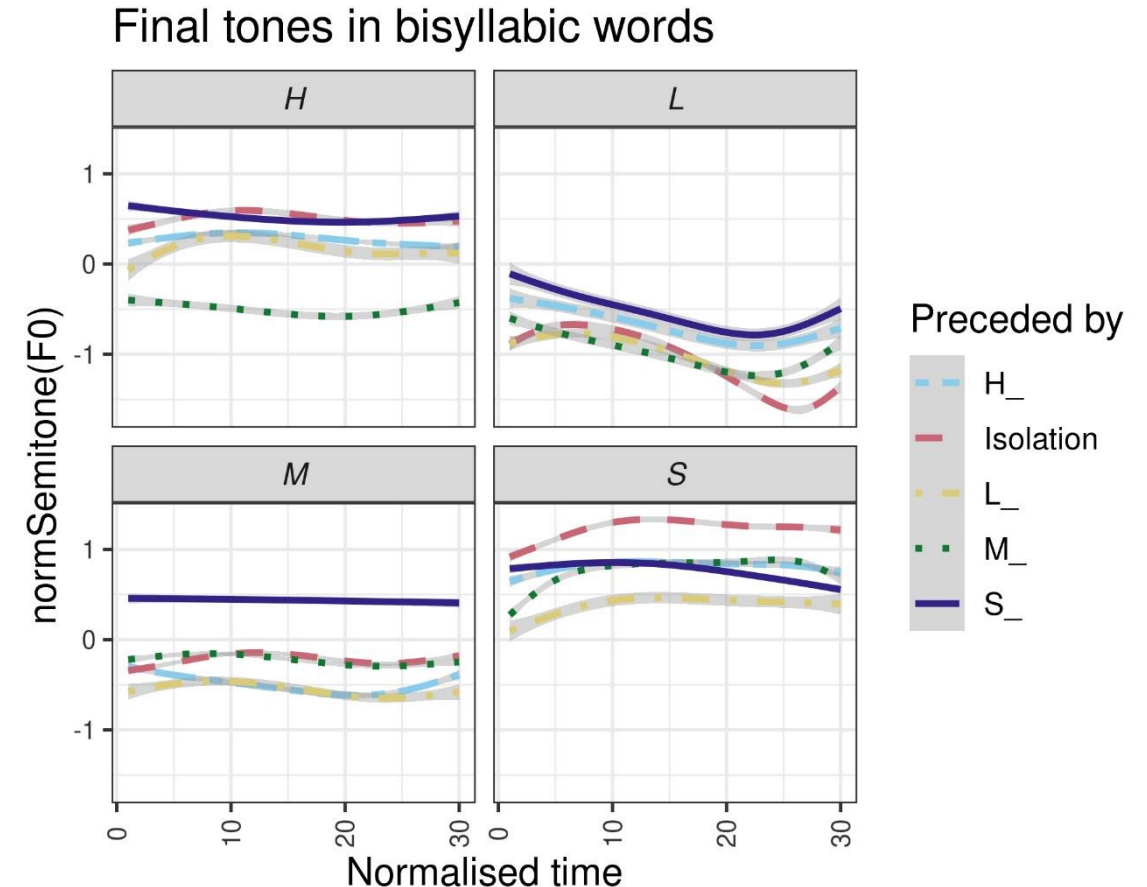 Final tones in bisyllabic words
H
L
1
0
-1
M
S
1
0
-1
normSemitone(F0)
0
10
20
30
0
10
20
30
Normalised time
Preceded by
H_
Isolation
L_
M_
S_